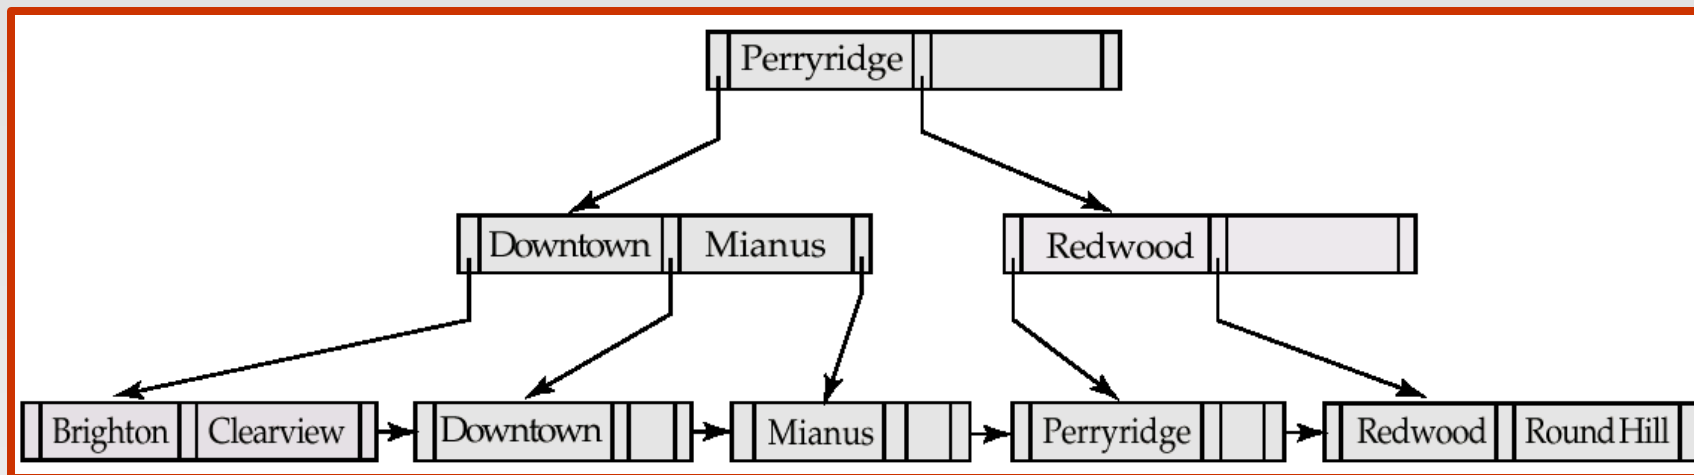 Perryridge
Downtown Mianus
Redwood
Brighton Clearview
Downtown
Mianus
Perryridge
Redwood Round Hill